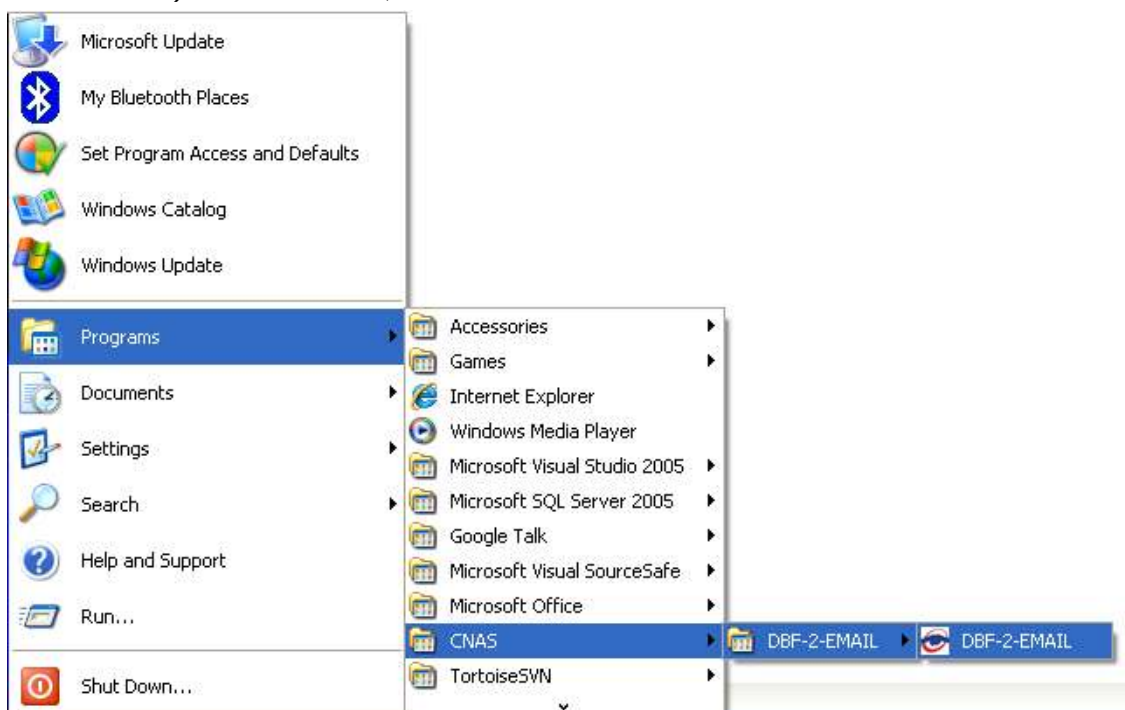 Microsoft Update
My Bluetooth Places
Set Program Access and Defaults
Windows Catalog
Windows Update
Programs
Documents
Settings
Search
Help and Support
Run...
Shut Down...
Accessories
Games
Internet Explorer
Windows Media Player
Microsoft Visual Studio 2005
Microsoft SQL Server 2005
Google Talk
Microsoft Visual SourceSafe
Microsoft Office
CNAS
TortoiseSVN
DBF-2-EMAIL
DBF-2-EMAIL